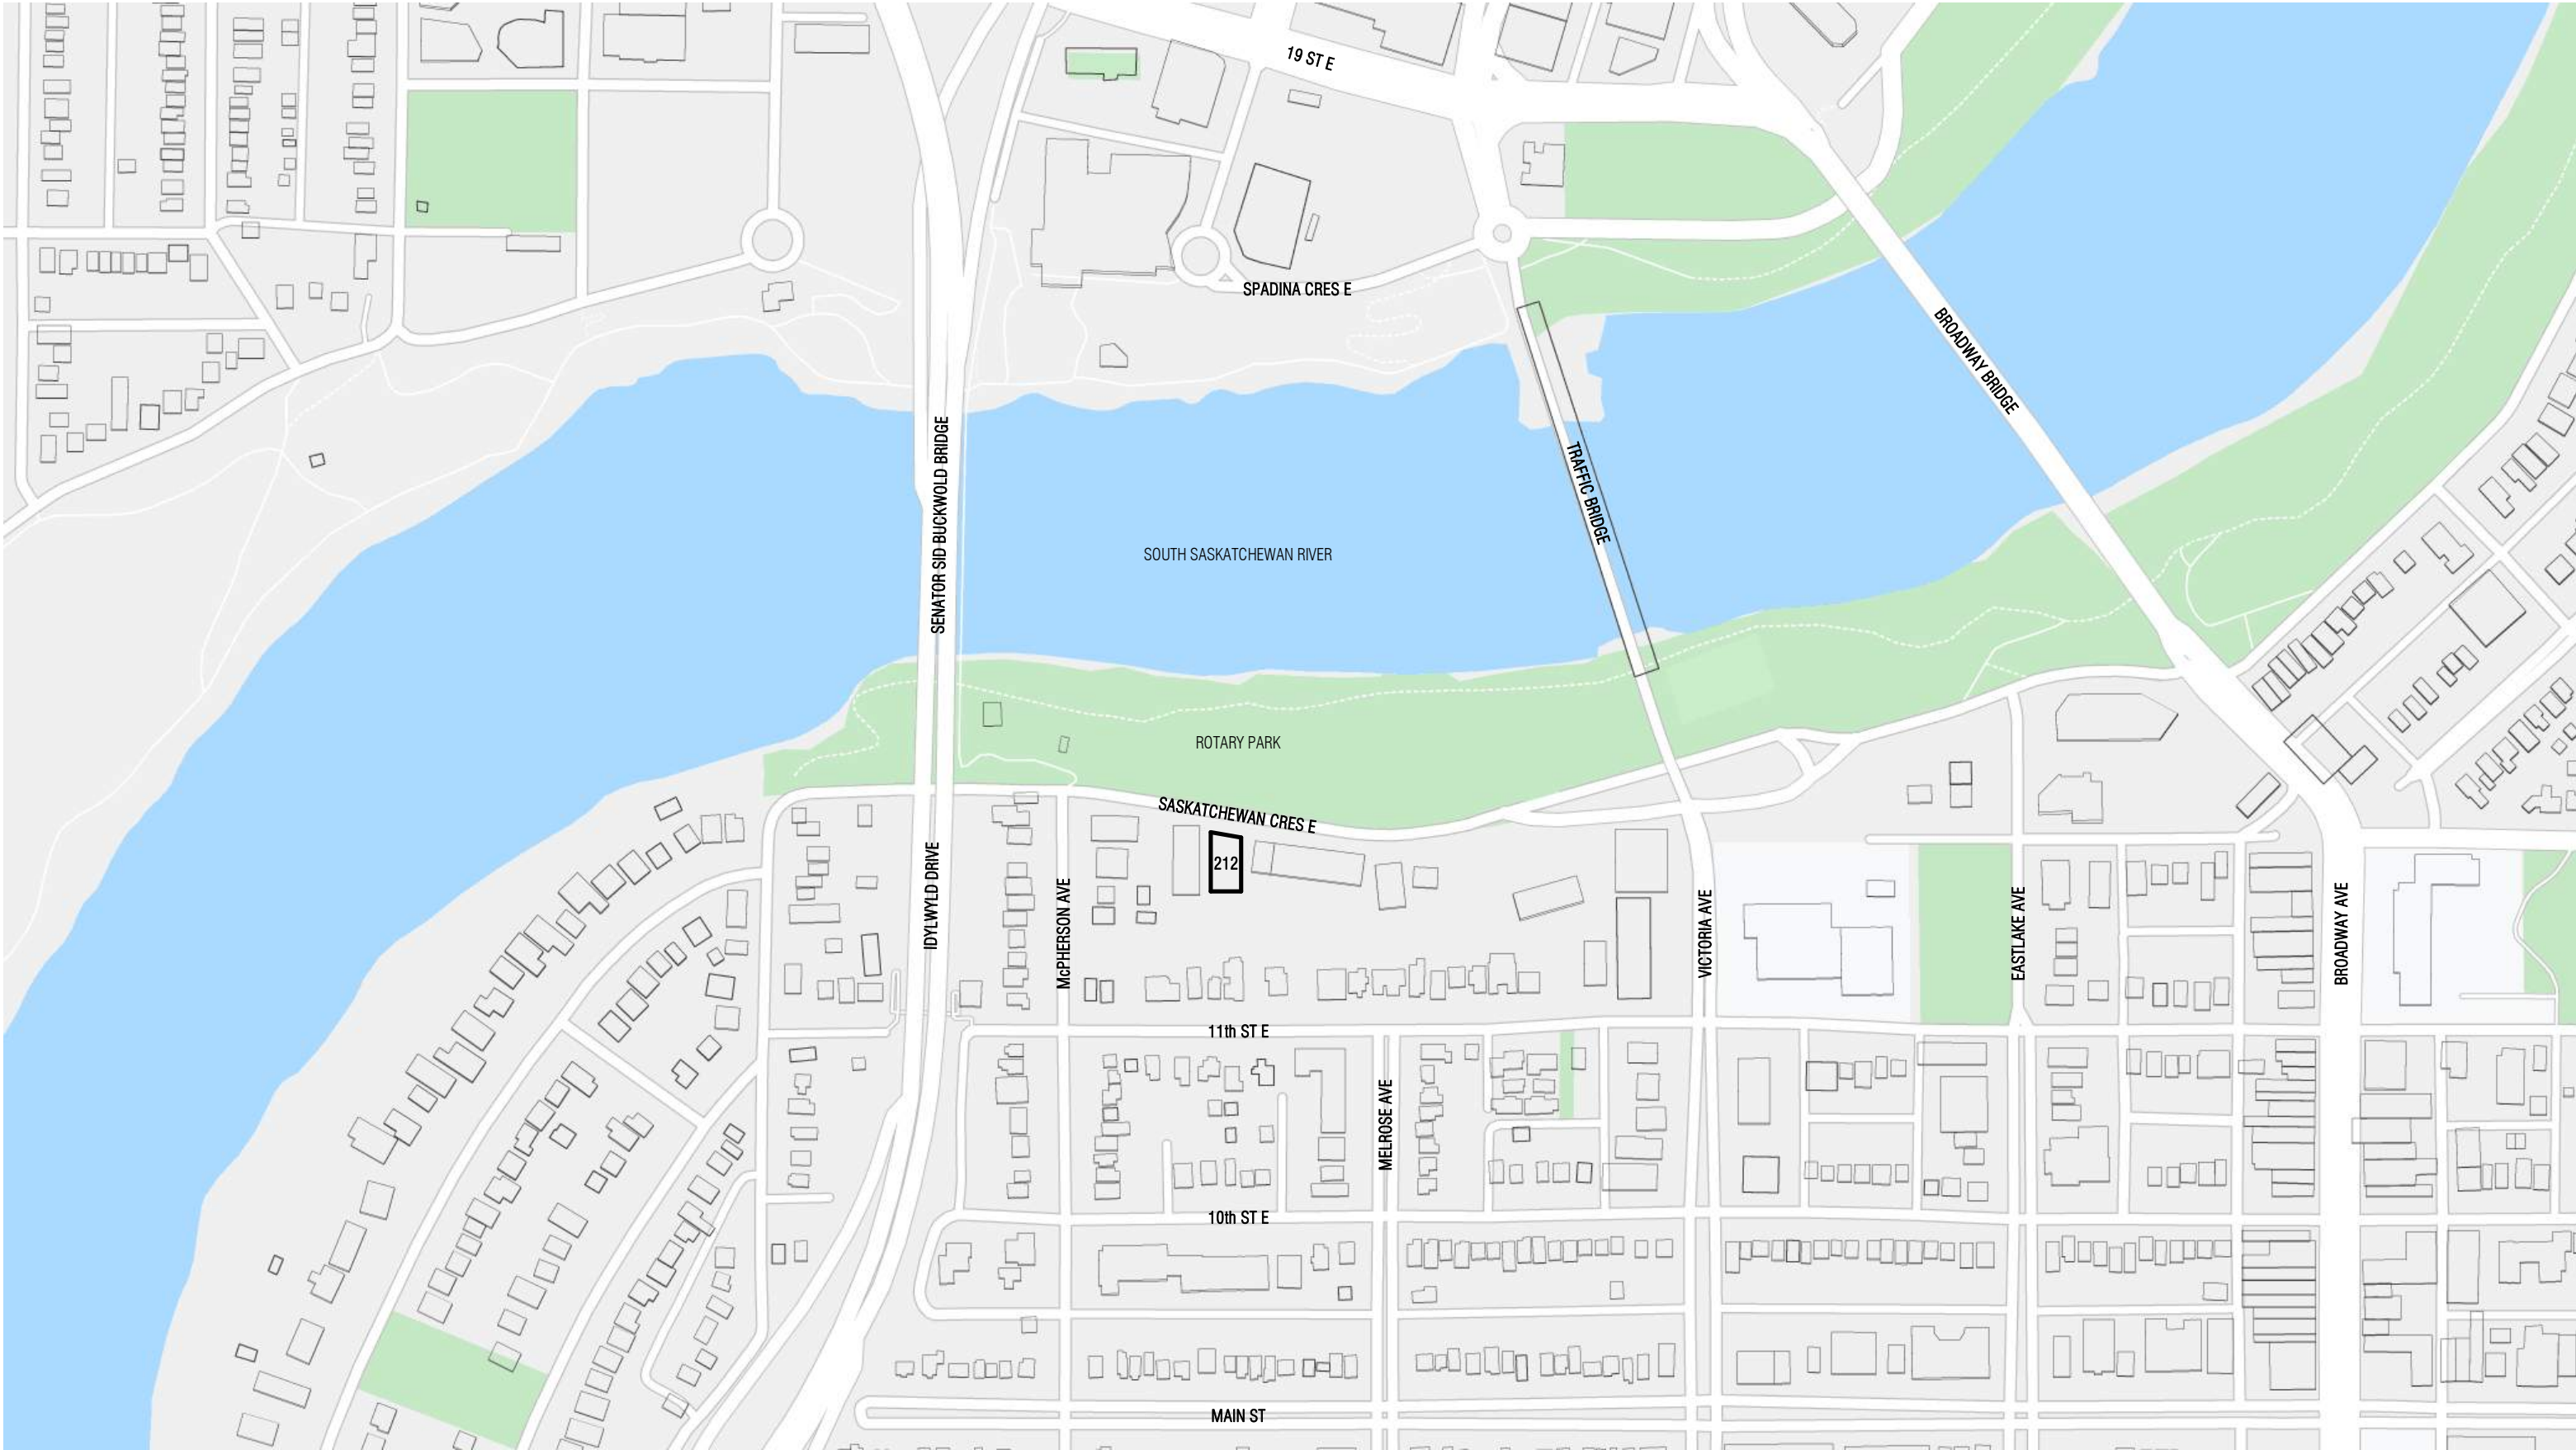 19 ST E
SPADINA CRES E
BROADWAY BRIDGE
SENATOR SID BUCKWOLD BRIDGE
TRAFFIC BRIDGE
SOUTH SASKATCHEWAN RIVER
ROTARY PARK
SASKATCHEWAN CRES E
212
IDYLWYLD DRIVE
McPHERSON AVE
VICTORIA AVE
EASTLAKE AVE
BROADWAY AVE
11th ST E
MELROSE AVE
10th ST E
MAIN ST